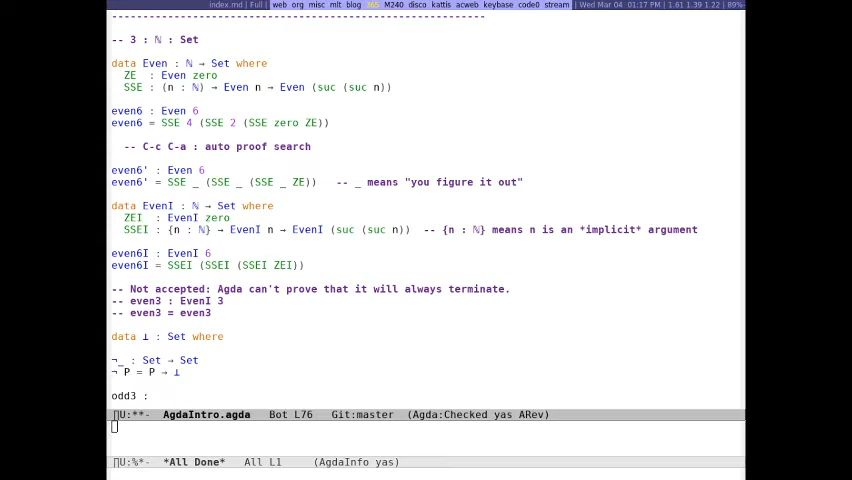 index.md | Full | web org misc mlt blog 365 M240 disco kattis acweb keybase code0 stream | Wed Mar 04 | 01:17 PM | 1.61 1.39 1.22 | 89%-
------------------------------------------------------------
-- 3 : ℕ : Set
data Even : ℕ → Set where
ZE : Even zero
SSE : (n : ℕ) → Even n → Even (suc (suc n))
even6 : Even 6
even6 = SSE 4 (SSE 2 (SSE zero ZE))
-- C-c C-a : auto proof search
even6' : Even 6
even6' = SSE _ (SSE _ (SSE _ ZE)) -- _ means "you figure it out"
data EvenI : ℕ → Set where
ZEI : EvenI zero
SSEI : {n : ℕ} → EvenI n → EvenI (suc (suc n)) -- {n : ℕ} means n is an *implicit* argument
even6I : EvenI 6
even6I = SSEI (SSEI (SSEI ZEI))
-- Not accepted: Agda can't prove that it will always terminate.
-- even3 : EvenI 3
-- even3 = even3
data ⊥ : Set where
¬_ : Set → Set
¬ P = P → ⊥
odd3 :
U:**- AgdaIntro.agda Bot L76 Git:master (Agda:Checked yas ARev)
U:%*- *All Done* All L1 (AgdaInfo yas)